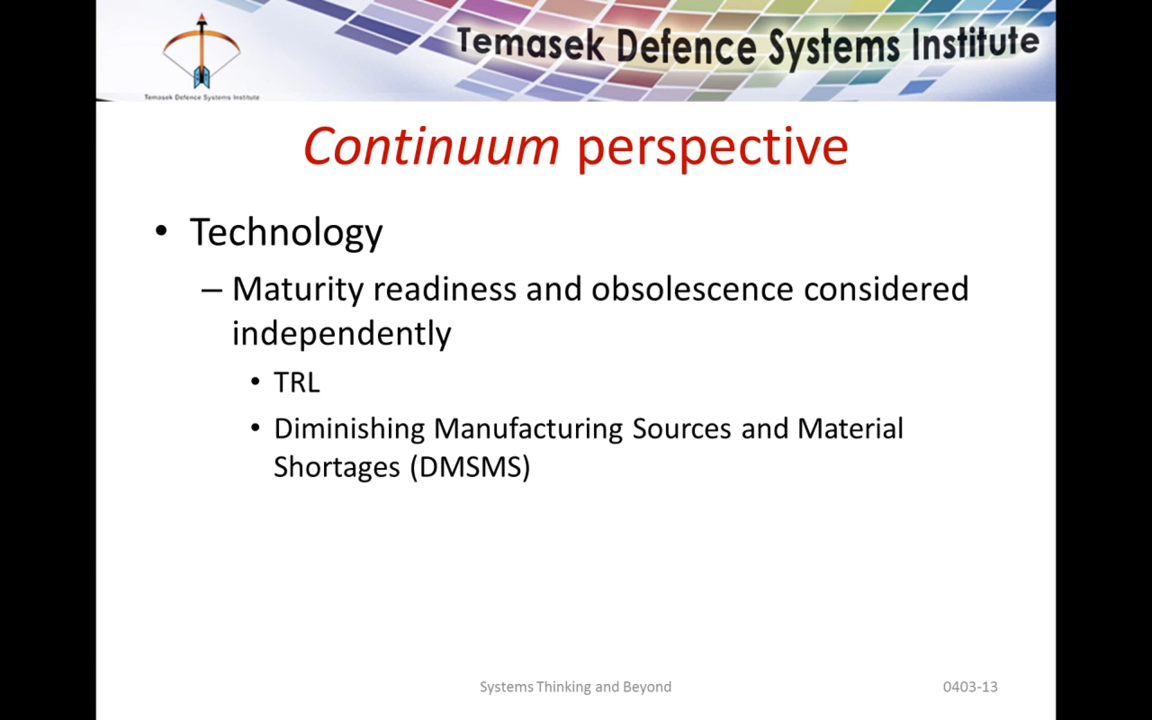 Temasek Defence Systems Institute
Temasek Defence Systems Institute
Continuum perspective
• Technology
– Maturity readiness and obsolescence considered
independently
• TRL
• Diminishing Manufacturing Sources and Material
Shortages (DMSMS)
Systems Thinking and Beyond
0403-13